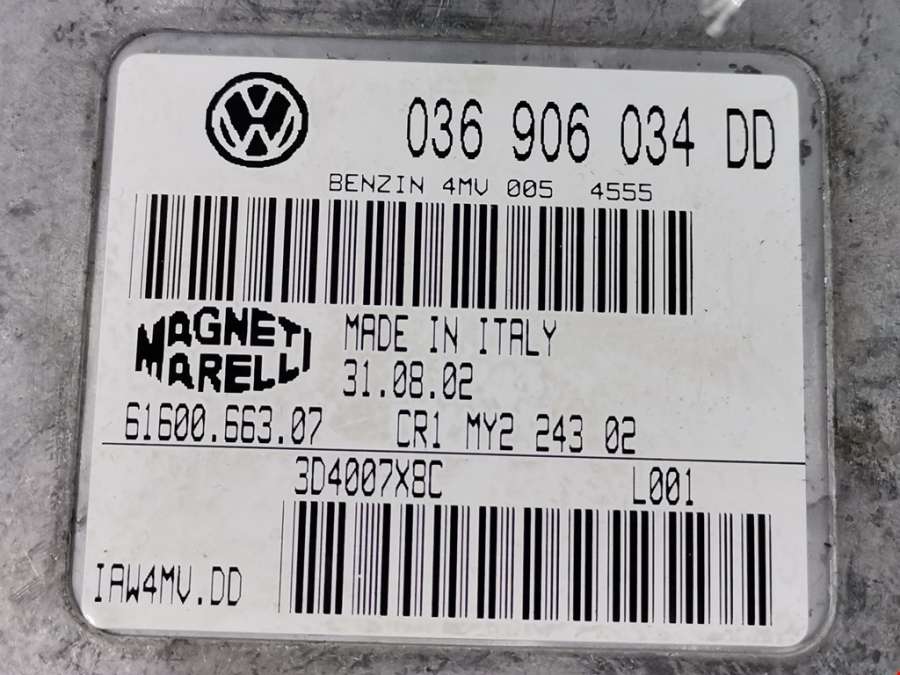 036 906 034 DD
BENZIN 4MV 005 4555
MAGNETI MARELLI
MADE IN ITALY
31.08.02
61600.663.07 CR1 MY2 243 02
3D4007X8C L001
IAW4MV.DD